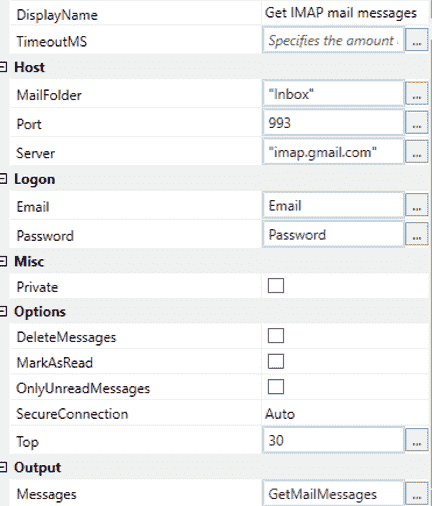 DisplayName Get IMAP mail messages
TimeoutMS Specifies the amount ...
Host
MailFolder "Inbox" ...
Port 993 ...
Server "imap.gmail.com" ...
Logon
Email Email ...
Password Password ...
Misc
Private
Options
DeleteMessages
MarkAsRead
OnlyUnreadMessages
SecureConnection Auto
Top 30 ...
Output
Messages GetMailMessages ...